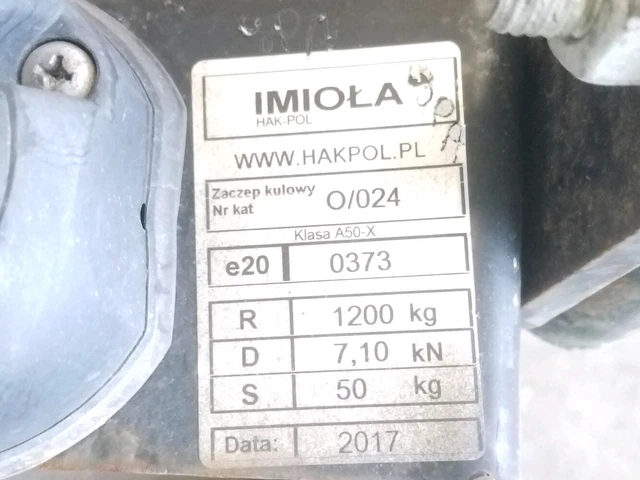 IMIOŁA
HAK-POL
WWW.HAKPOL.PL
Zaczep kulowy
Nr kat O/024
Klasa A50-X
e20 0373
R 1200 kg
D 7,10 kN
S 50 kg
Data: 2017